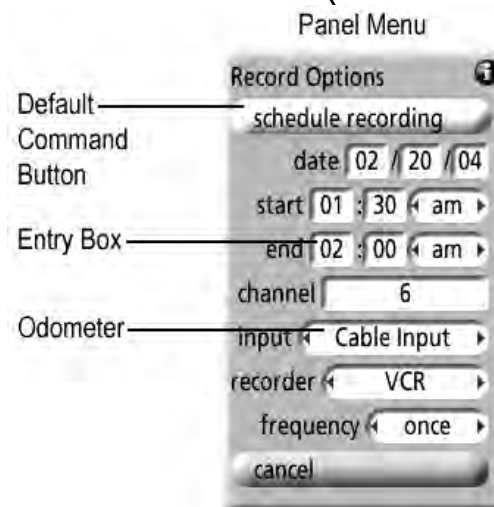 Panel Menu
Record Options
Default
Command
Button
schedule recording
date 02 / 20 / 04
start 01 : 30 am
Entry Box
end 02 : 00 am
channel 6
Odometer
input Cable Input
recorder VCR
frequency once
cancel